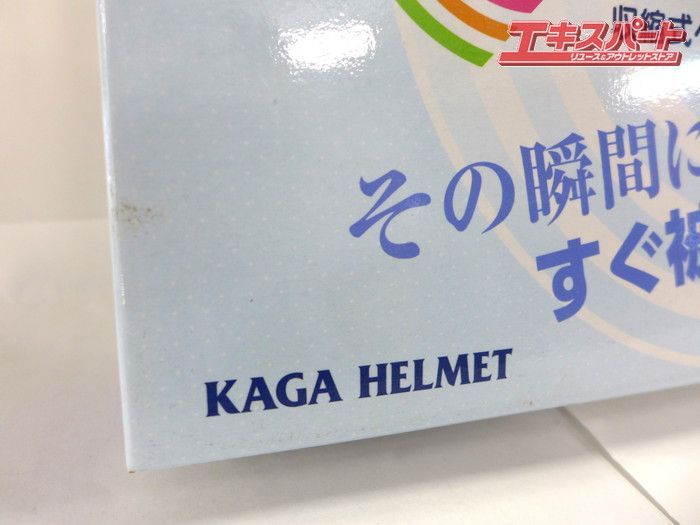 収縮式
エキスパート
リユース&アウトレットストア
その瞬間に
すぐ被
KAGA HELMET